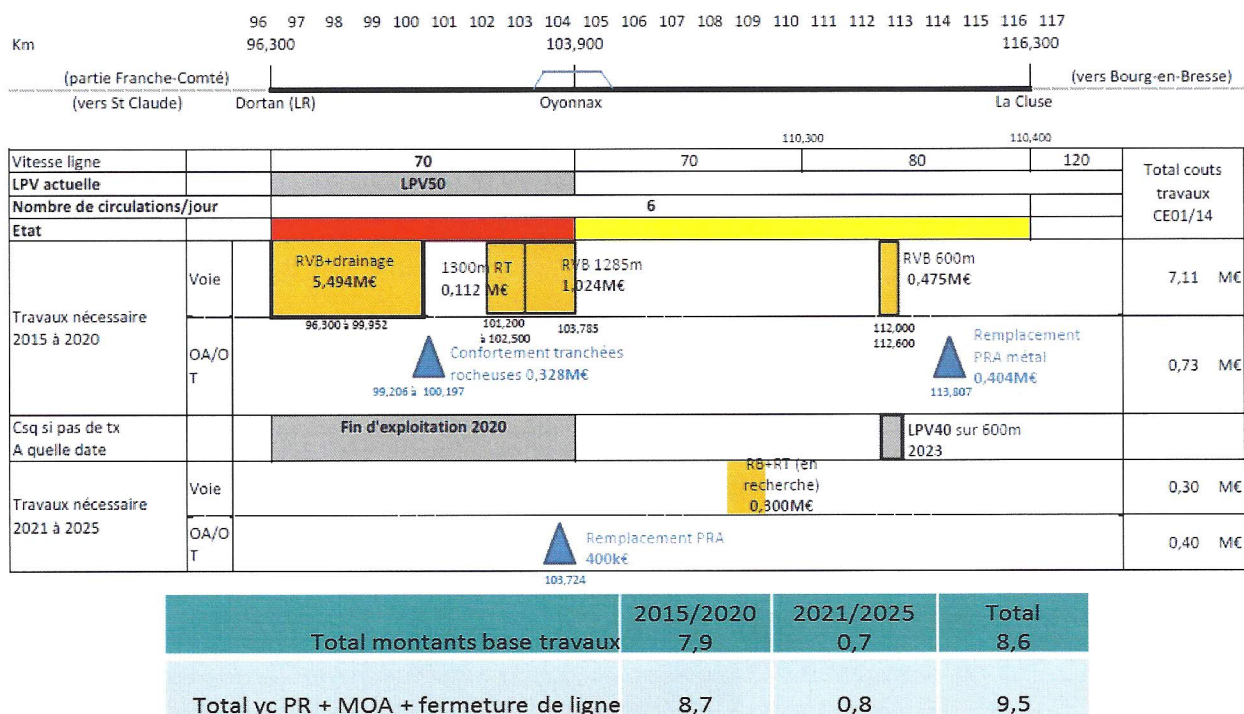 96 97 98 99 100 101 102 103 104 105 106 107 108 109 110 111 112 113 114 115 116 117
Km 96,300 103,900 116,300
(partie Franche-Comté) (vers Bourg-en-Bresse)
(vers St Claude) Dortan (LR) Oyonnax La Cluse
110,300 110,400
Vitesse ligne 70 70 80 120
Total couts
travaux
CE01/14
LPV actuelle LPV50
Nombre de circulations/jour 6
Etat
Travaux nécessaire
2015 à 2020
Voie
RVB+drainage
5,494M€
96,300 à 99,952
1300m RT
0,112 M€
101,200
à 102,500
RVB 1285m
1,024M€
103,785
RVB 600m
0,475M€
112,000
112,600
7,11 M€
OA/O
T
Confortement tranchées
rocheuses 0,328M€
99,206 à 100,197
Remplacement
PRA métal
0,404M€
113,807
0,73 M€
Csq si pas de tx
A quelle date
Fin d'exploitation 2020
LPV40 sur 600m
2023
Travaux nécessaire
2021 à 2025
Voie
RB+RT (en
recherche)
0,300M€
0,30 M€
OA/O
T
Remplacement PRA
400k€
103,724
0,40 M€
2015/2020 2021/2025 Total
Total montants base travaux 7,9 0,7 8,6
Total yc PR + MOA + fermeture de ligne 8,7 0,8 9,5